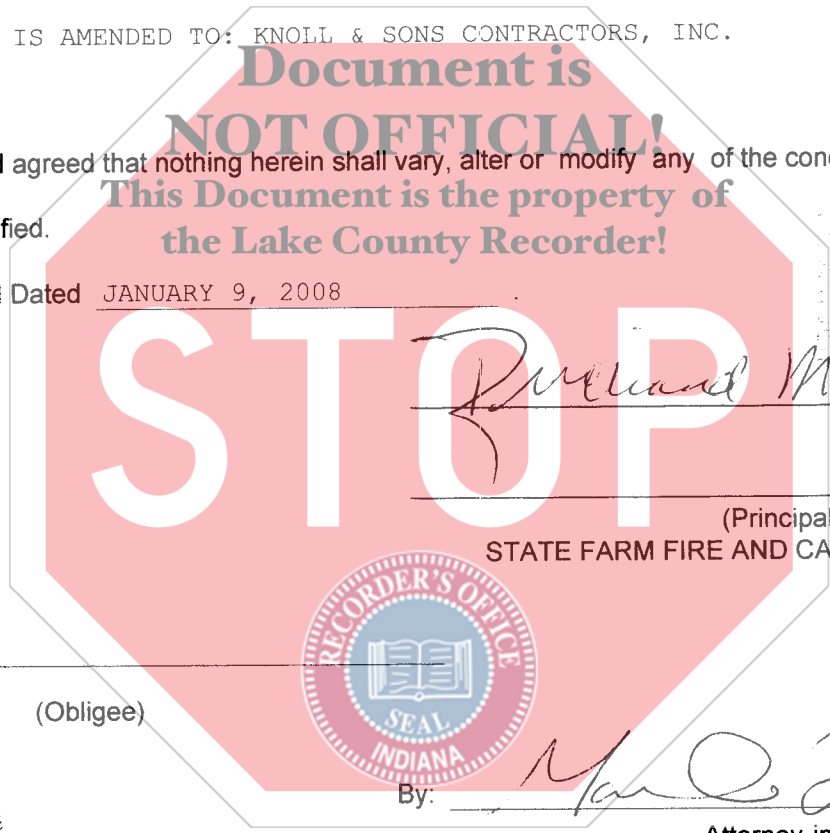 IS AMENDED TO: KNOLL & SONS CONTRACTORS, INC.
Document is
NOT OFFICIAL!
agreed that nothing herein shall vary, alter or modify any of the con
This Document is the property of
fied.
the Lake County Recorder!
Dated JANUARY 9, 2008
STOP
(Principal
STATE FARM FIRE AND CA
RECORDER'S OFFICE
SEAL
INDIANA
(Obligee)
By:
Attorney-in